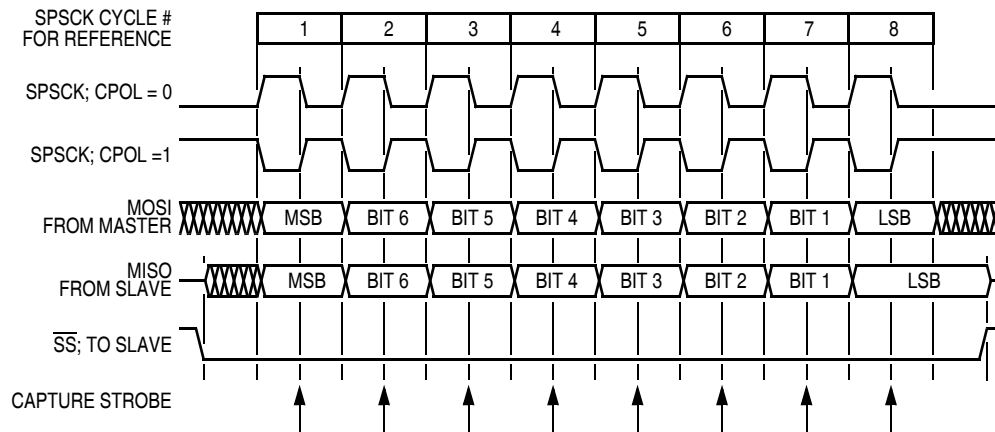 SPSCK CYCLE #
FOR REFERENCE
1 2 3 4 5 6 7 8
SPSCK; CPOL = 0
SPSCK; CPOL =1
MOSI
FROM MASTER
MSB BIT 6 BIT 5 BIT 4 BIT 3 BIT 2 BIT 1 LSB
MISO
FROM SLAVE
MSB BIT 6 BIT 5 BIT 4 BIT 3 BIT 2 BIT 1 LSB
SS; TO SLAVE
CAPTURE STROBE